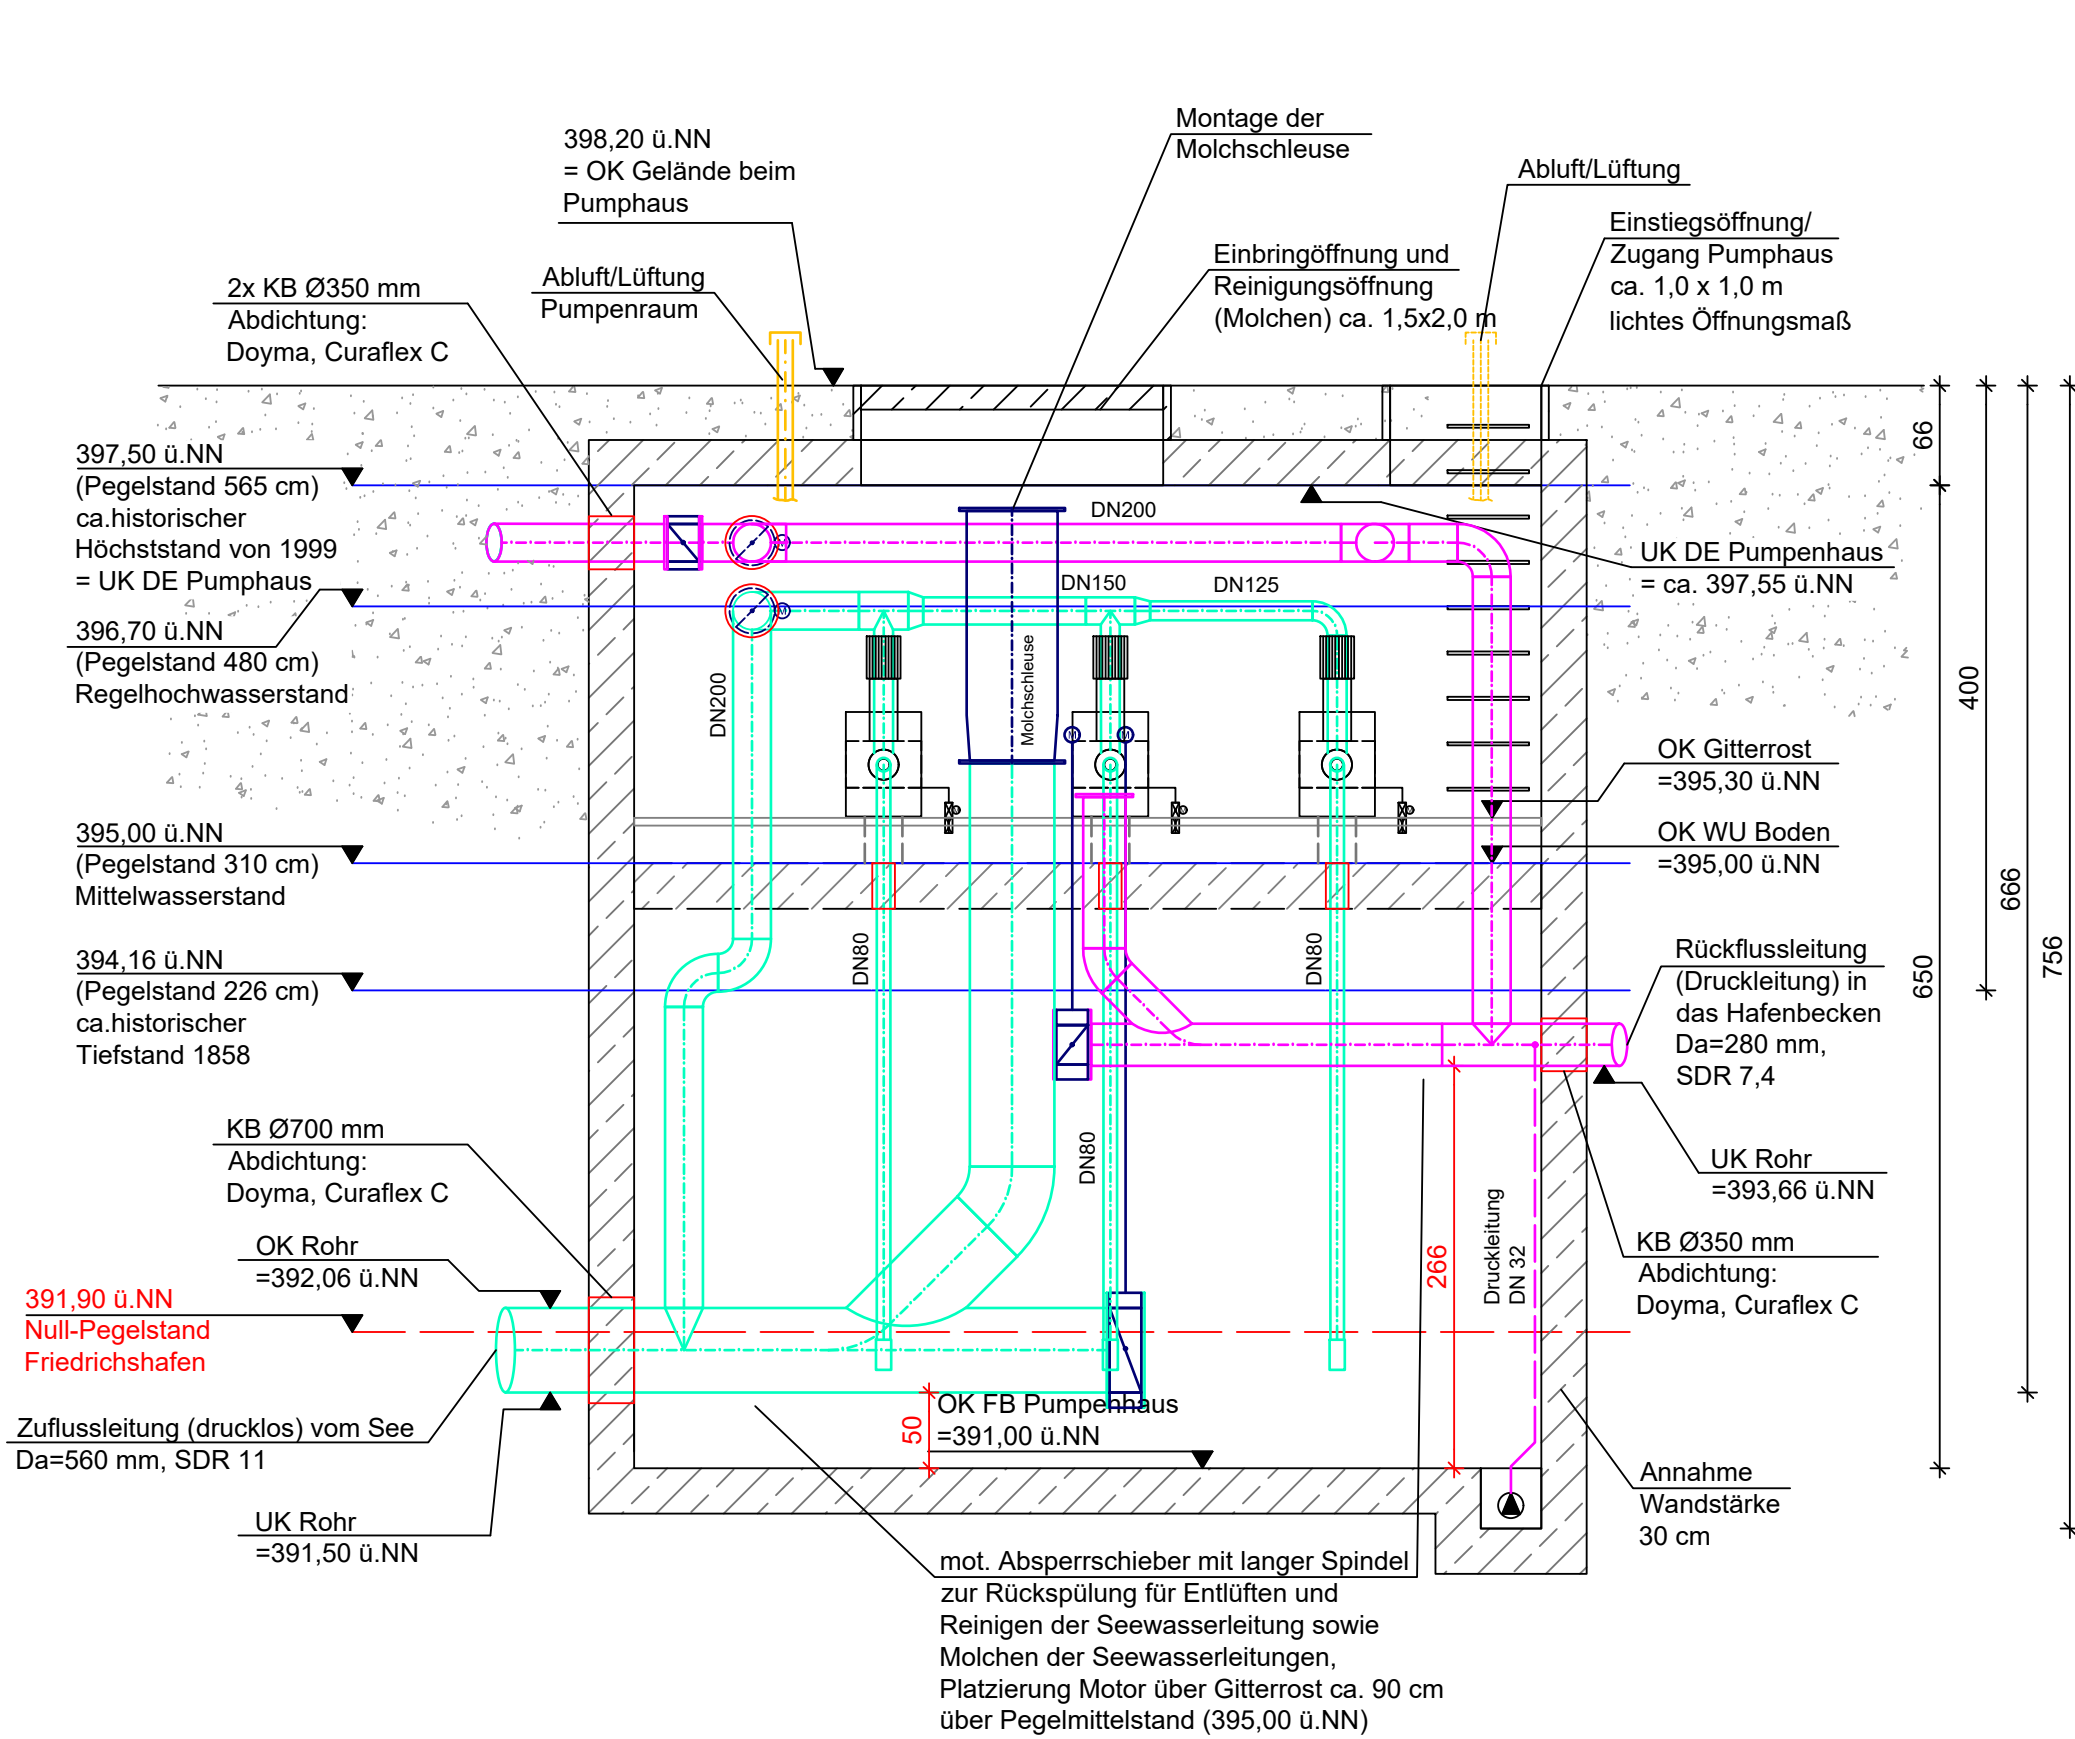 Montage der
Molchschleuse
398,20 ü.NN
= OK Gelände beim
Pumphaus
Abluft/Lüftung
Einstiegsöffnung/
Zugang Pumphaus
ca. 1,0 x 1,0 m
lichtes Öffnungsmaß
Einbringöffnung und
Reinigungsöffnung
(Molchen) ca. 1,5x2,0 m
Abluft/Lüftung
Pumpenraum
2x KB Ø350 mm
Abdichtung:
Doyma, Curaflex C
397,50 ü.NN
(Pegelstand 565 cm)
ca.historischer
Höchststand von 1999
= UK DE Pumphaus
396,70 ü.NN
(Pegelstand 480 cm)
Regelhochwasserstand
DN200
DN150
DN125
UK DE Pumpenhaus
= ca. 397,55 ü.NN
DN200
Molchschleuse
M
M
M
M
OK Gitterrost
=395,30 ü.NN
OK WU Boden
=395,00 ü.NN
395,00 ü.NN
(Pegelstand 310 cm)
Mittelwasserstand
394,16 ü.NN
(Pegelstand 226 cm)
ca.historischer
Tiefstand 1858
DN80
DN80
DN80
Rückflussleitung
(Druckleitung) in
das Hafenbecken
Da=280 mm,
SDR 7,4
UK Rohr
=393,66 ü.NN
KB Ø350 mm
Abdichtung:
Doyma, Curaflex C
KB Ø700 mm
Abdichtung:
Doyma, Curaflex C
OK Rohr
=392,06 ü.NN
391,90 ü.NN
Null-Pegelstand
Friedrichshafen
Zuflussleitung (drucklos) vom See
Da=560 mm, SDR 11
UK Rohr
=391,50 ü.NN
Druckleitung
DN 32
266
50
OK FB Pumpenhaus
=391,00 ü.NN
Annahme
Wandstärke
30 cm
mot. Absperrschieber mit langer Spindel
zur Rückspülung für Entlüften und
Reinigen der Seewasserleitung sowie
Molchen der Seewasserleitungen,
Platzierung Motor über Gitterrost ca. 90 cm
über Pegelmittelstand (395,00 ü.NN)
66
650
400
666
756